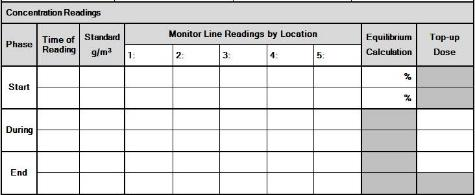 Concentration Readings
Phase Time of Reading Standard g/m³ Monitor Line Readings by Location Equilibrium Calculation Top-up Dose
1: 2: 3: 4: 5:
Start %
%
During
End